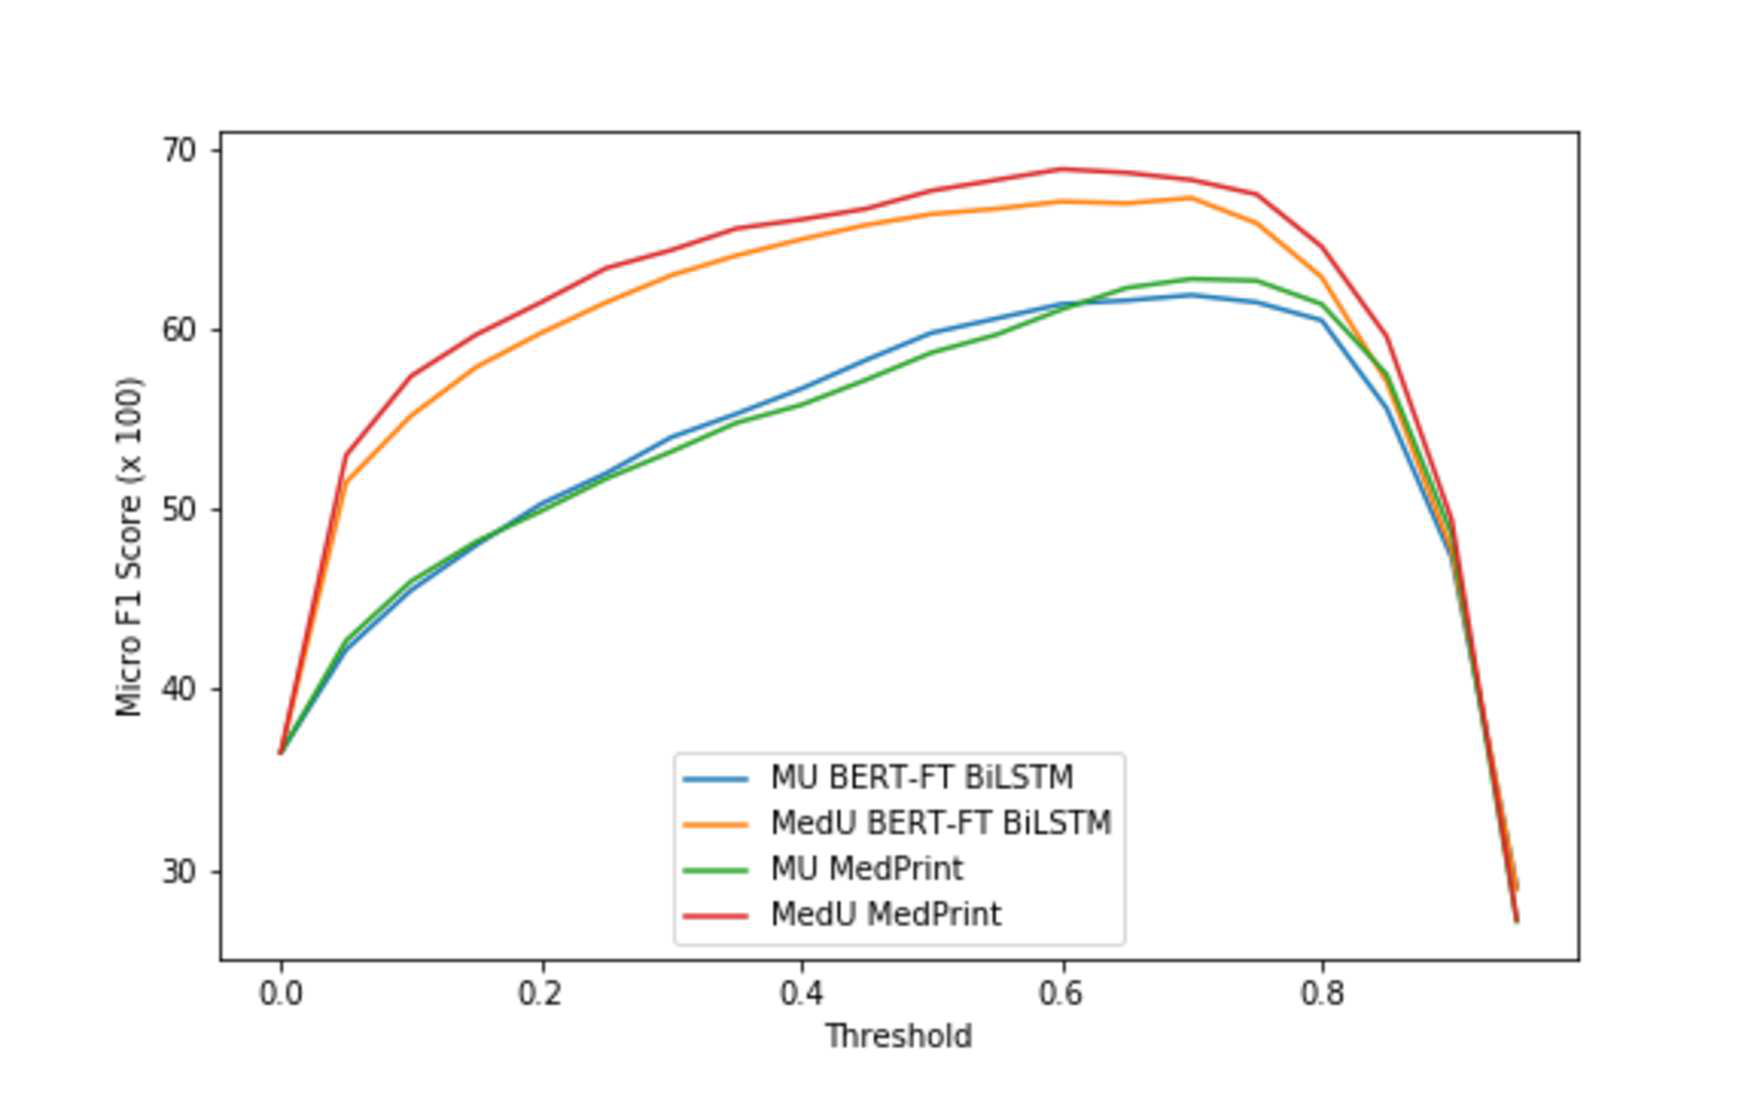 70
60
50
40
30
Micro F1 Score (x 100)
MU BERT-FT BiLSTM
MedU BERT-FT BiLSTM
MU MedPrint
MedU MedPrint
0.0 0.2 0.4 0.6 0.8
Threshold